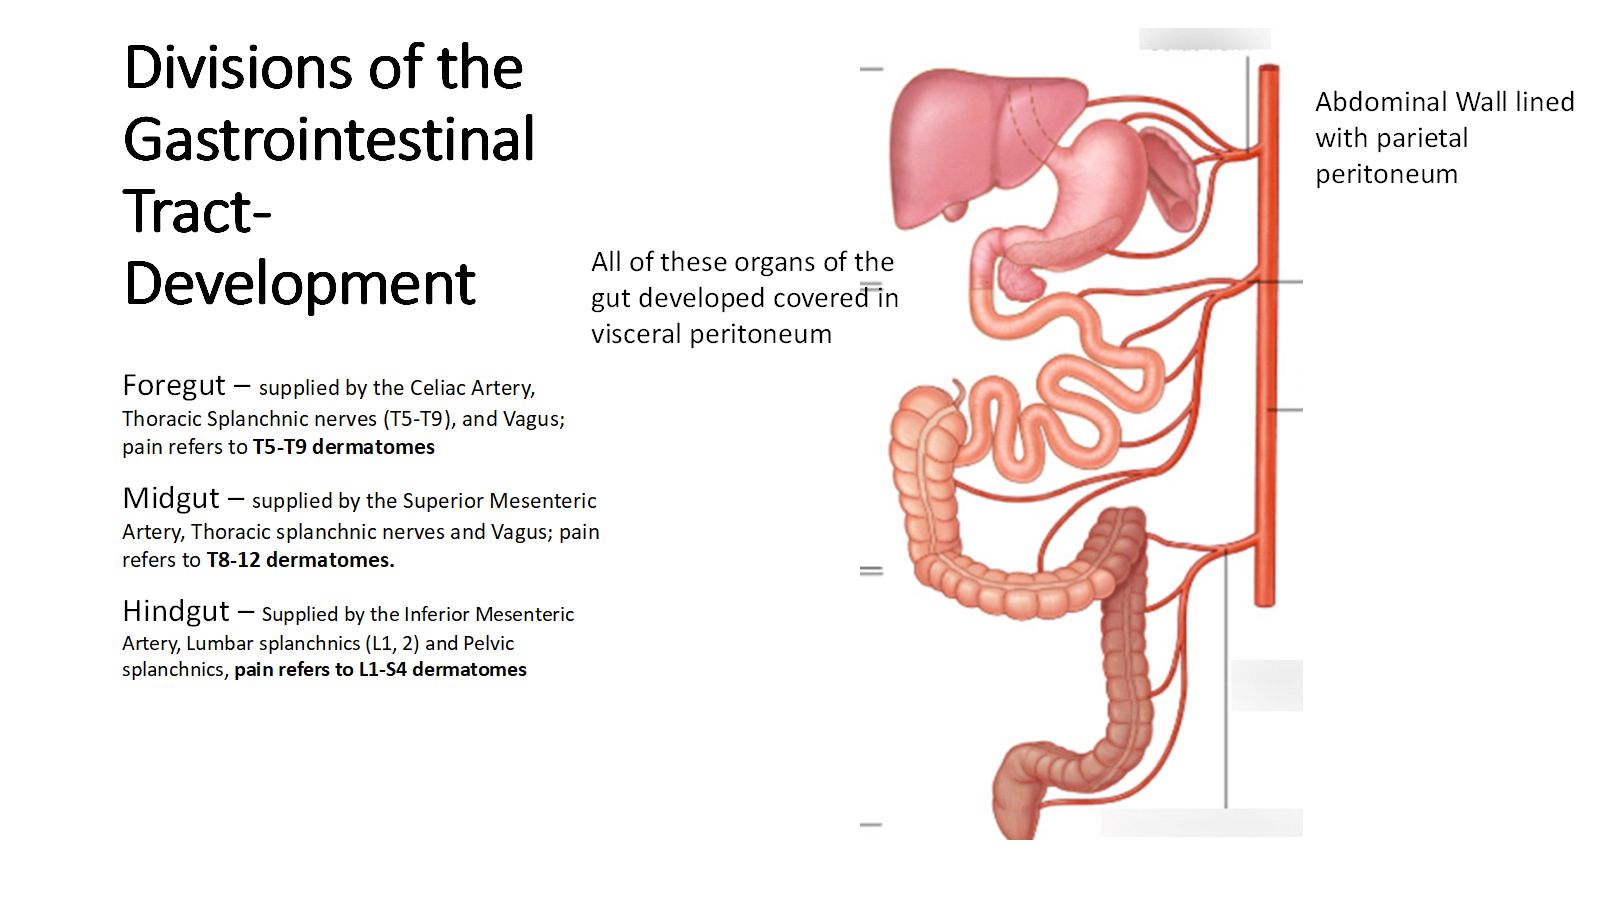 Divisions of the
Gastrointestinal
Tract-
Development
Foregut – supplied by the Celiac Artery,
Thoracic Splanchnic nerves (T5-T9), and Vagus;
pain refers to T5-T9 dermatomes
Midgut – supplied by the Superior Mesenteric
Artery, Thoracic splanchnic nerves and Vagus; pain
refers to T8-12 dermatomes.
Hindgut – Supplied by the Inferior Mesenteric
Artery, Lumbar splanchnics (L1, 2) and Pelvic
splanchnics, pain refers to L1-S4 dermatomes
All of these organs of the
gut developed covered in
visceral peritoneum
Abdominal Wall lined
with parietal
peritoneum